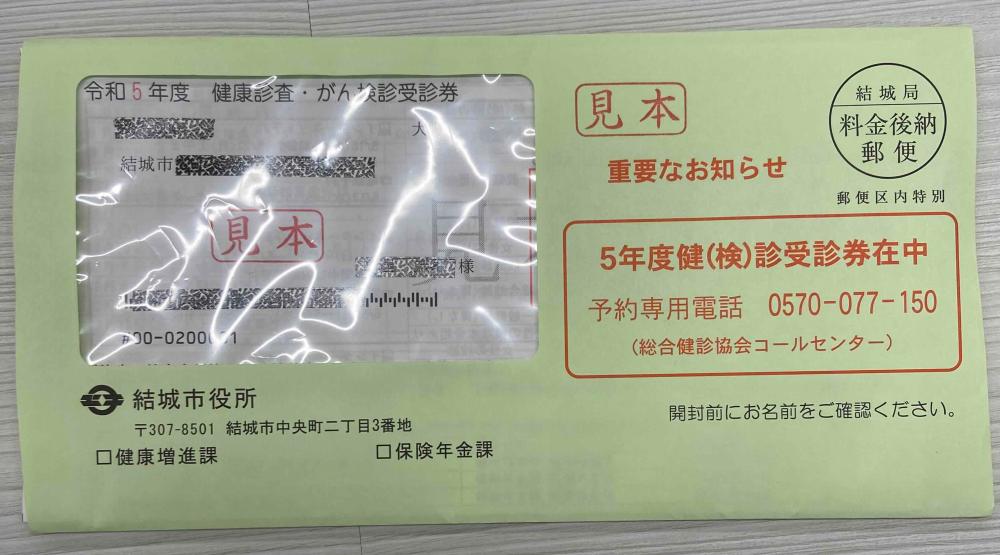 令和5年度 健康診査・がん検診受診券
大
結城市
見本
見
様
#00-0200
結城市役所
〒307-8501 結城市中央町二丁目3番地
□健康増進課 □保険年金課
見本
結城局
料金後納
郵便
郵便区内特別
重要なお知らせ
5年度健(検)診受診券在中
予約専用電話 0570-077-150
(総合健診協会コールセンター)
開封前にお名前をご確認ください。